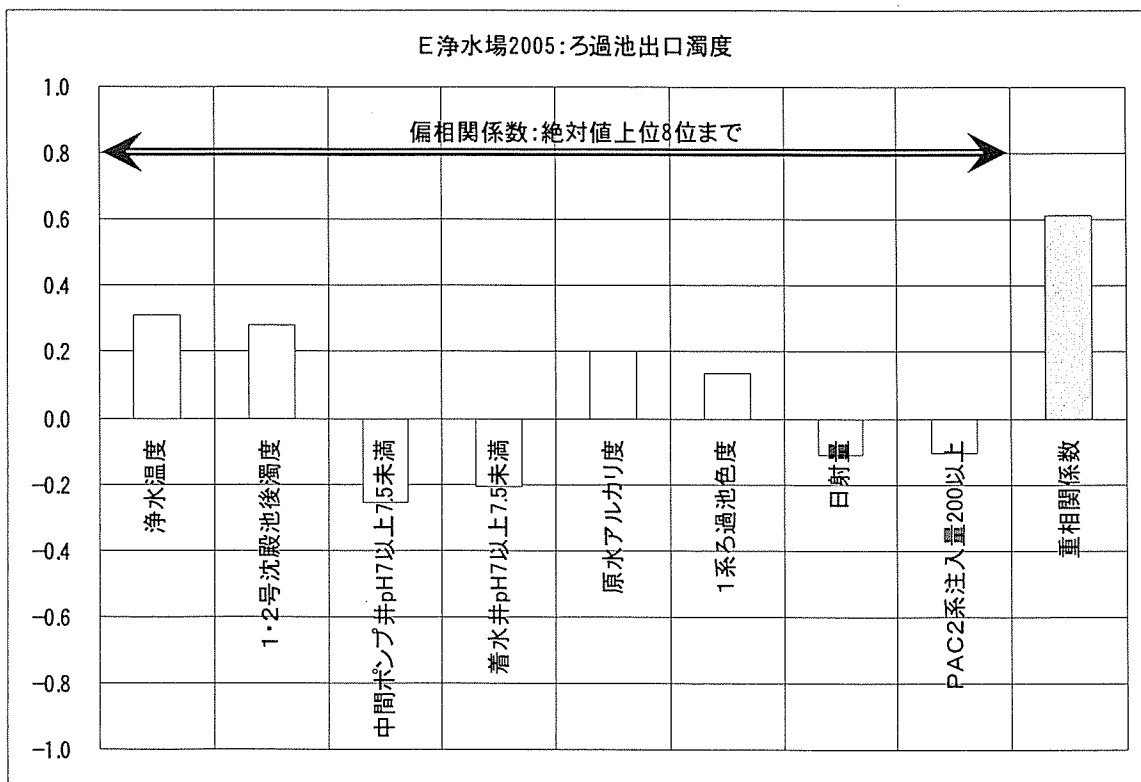 E浄水場2005:ろ過池出口濁度
1.0
偏相関係数:絶対値上位8位まで
0.8
0.6
0.4
0.2
0.0
-0.2
-0.4
-0.6
-0.8
-1.0
浄水温度
1・2号沈殿池後濁度
中間ポンプ井pH7以上7.5未満
着水井pH7以上7.5未満
原水アルカリ度
1系ろ過池色度
日射量
PAC2系注入量200以上
重相関係数